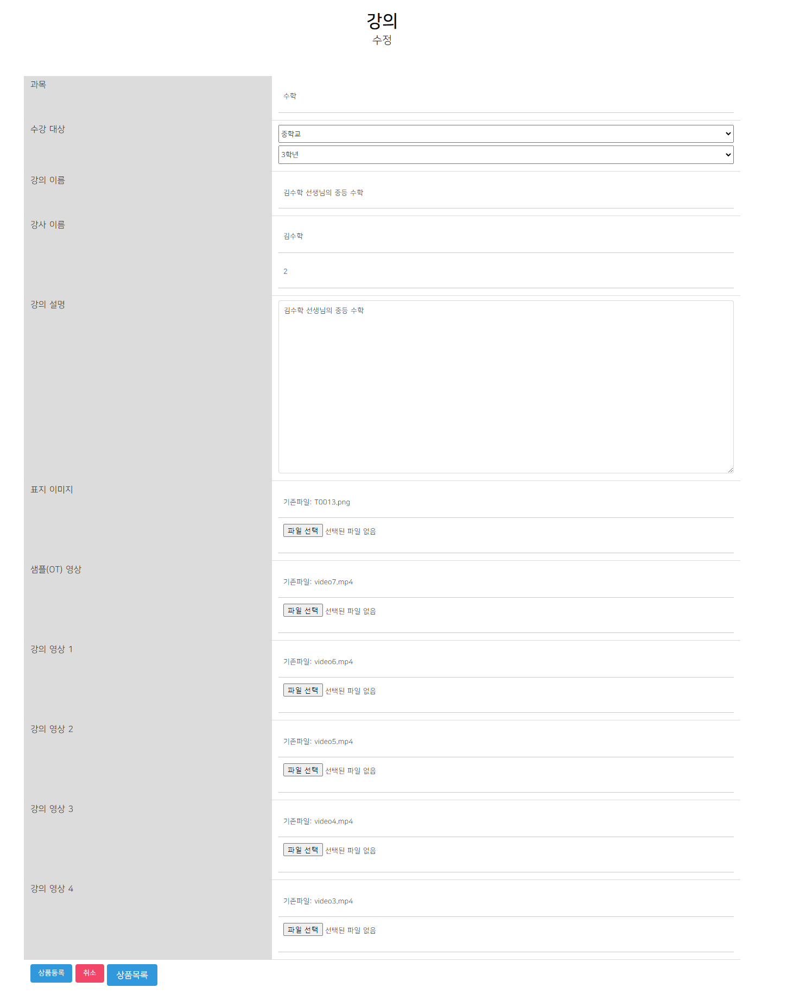 강의
수정
과목
수학
수강 대상
중학교
3학년
강의 이름
김수학 선생님의 중등 수학
강사 이름
김수학
2
강의 설명
김수학 선생님의 중등 수학
표지 이미지
기존파일: T0013.png
파일 선택 선택된 파일 없음
샘플(OT) 영상
기존파일: video7.mp4
파일 선택 선택된 파일 없음
강의 영상 1
기존파일: video6.mp4
파일 선택 선택된 파일 없음
강의 영상 2
기존파일: video5.mp4
파일 선택 선택된 파일 없음
강의 영상 3
기존파일: video4.mp4
파일 선택 선택된 파일 없음
강의 영상 4
기존파일: video3.mp4
파일 선택 선택된 파일 없음
상품등록 취소 상품목록